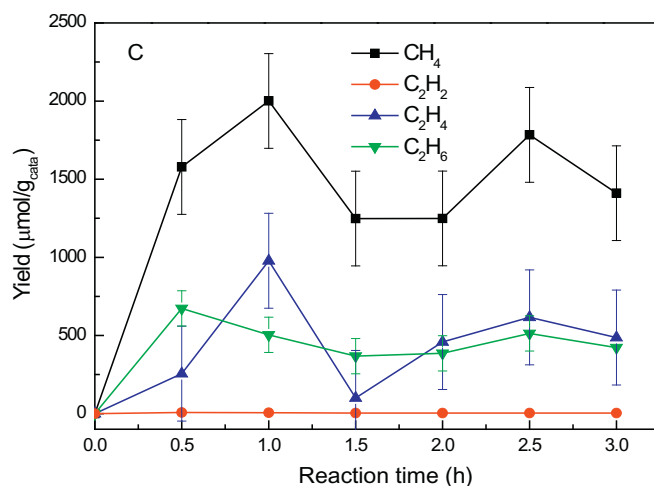 C
CH₄
C₂H₂
C₂H₄
C₂H₆
2500
2000
1500
1000
500
0
Yield (μmol/g_cata)
0.0 0.5 1.0 1.5 2.0 2.5 3.0
Reaction time (h)